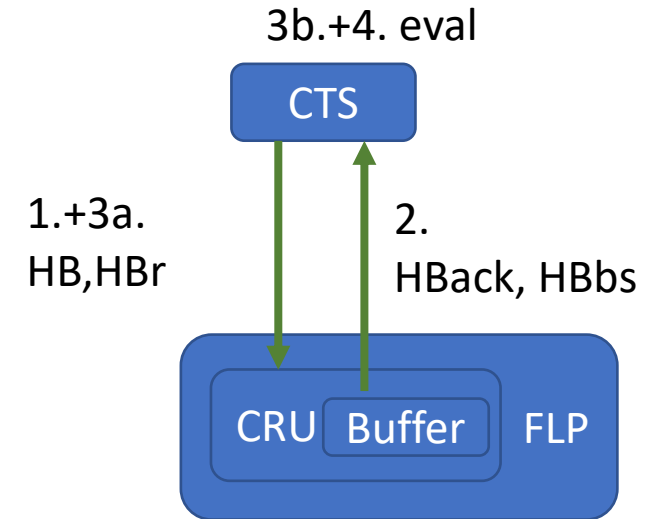 3b.+4. eval
CTS
1.+3a.
HB,HBr
2.
HBack, HBbs
CRU
Buffer
FLP